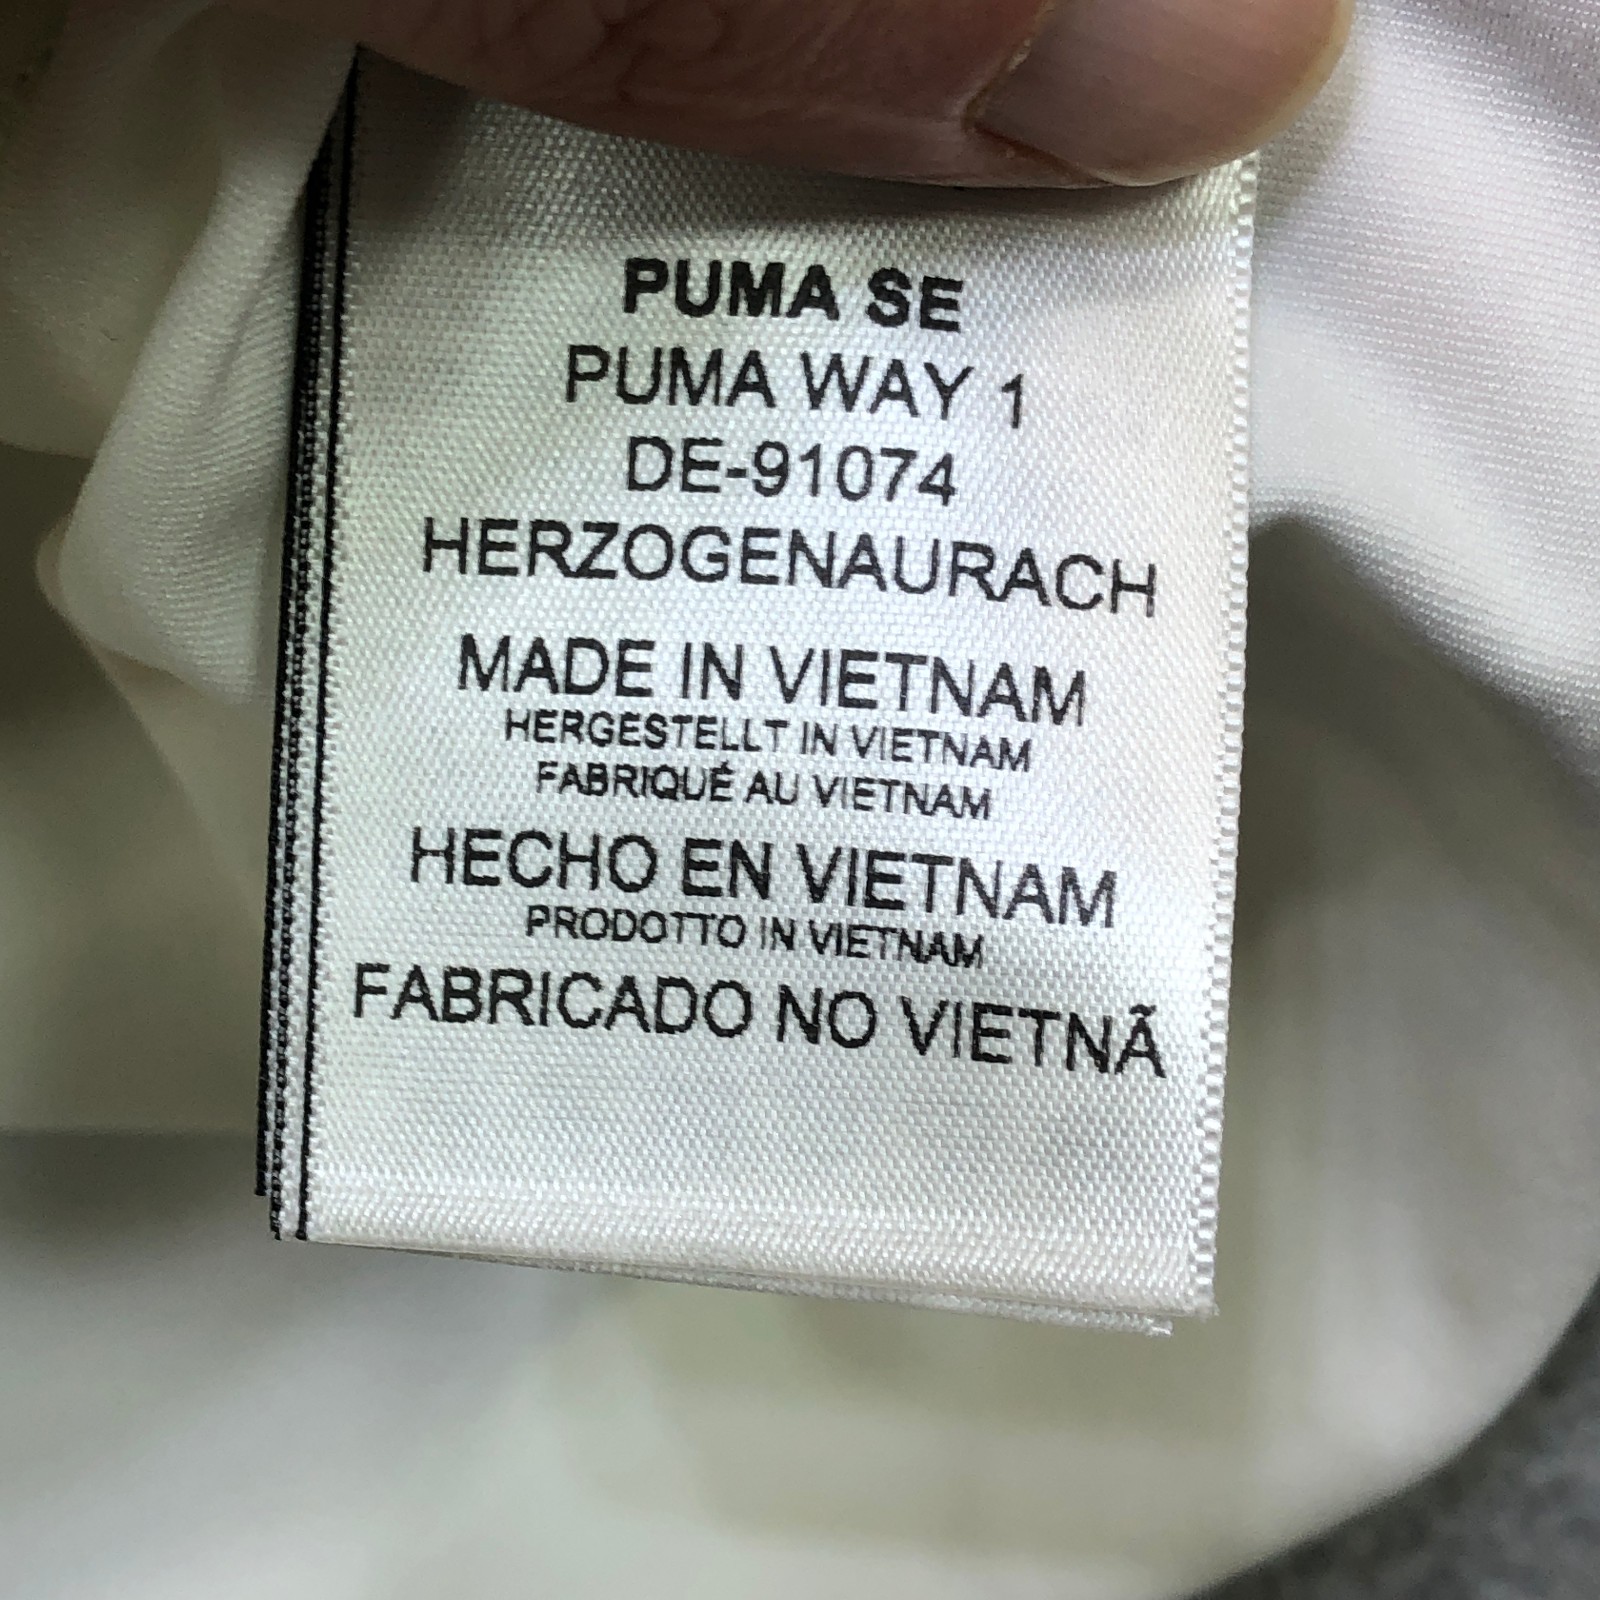 PUMA SE
PUMA WAY 1
DE-91074
HERZOGENAURACH
MADE IN VIETNAM
HERGESTELLT IN VIETNAM
FABRIQUÉ AU VIETNAM
HECHO EN VIETNAM
PRODOTTO IN VIETNAM
FABRICADO NO VIETNÃ